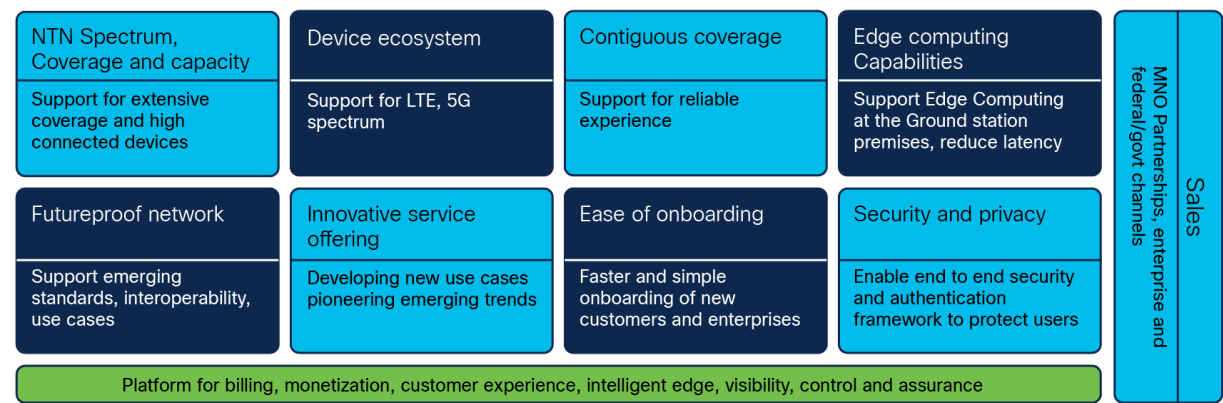 NTN Spectrum,
Coverage and capacity
Support for extensive
coverage and high
connected devices
Device ecosystem
Support for LTE, 5G
spectrum
Contiguous coverage
Support for reliable
experience
Edge computing
Capabilities
Support Edge Computing
at the Ground station
premises, reduce latency
Futureproof network
Support emerging
standards, interoperability,
use cases
Innovative service
offering
Developing new use cases
pioneering emerging trends
Ease of onboarding
Faster and simple
onboarding of new
customers and enterprises
Security and privacy
Enable end to end security
and authentication
framework to protect users
Sales
MNO Partnerships, enterprise and
federal/govt channels
Platform for billing, monetization, customer experience, intelligent edge, visibility, control and assurance